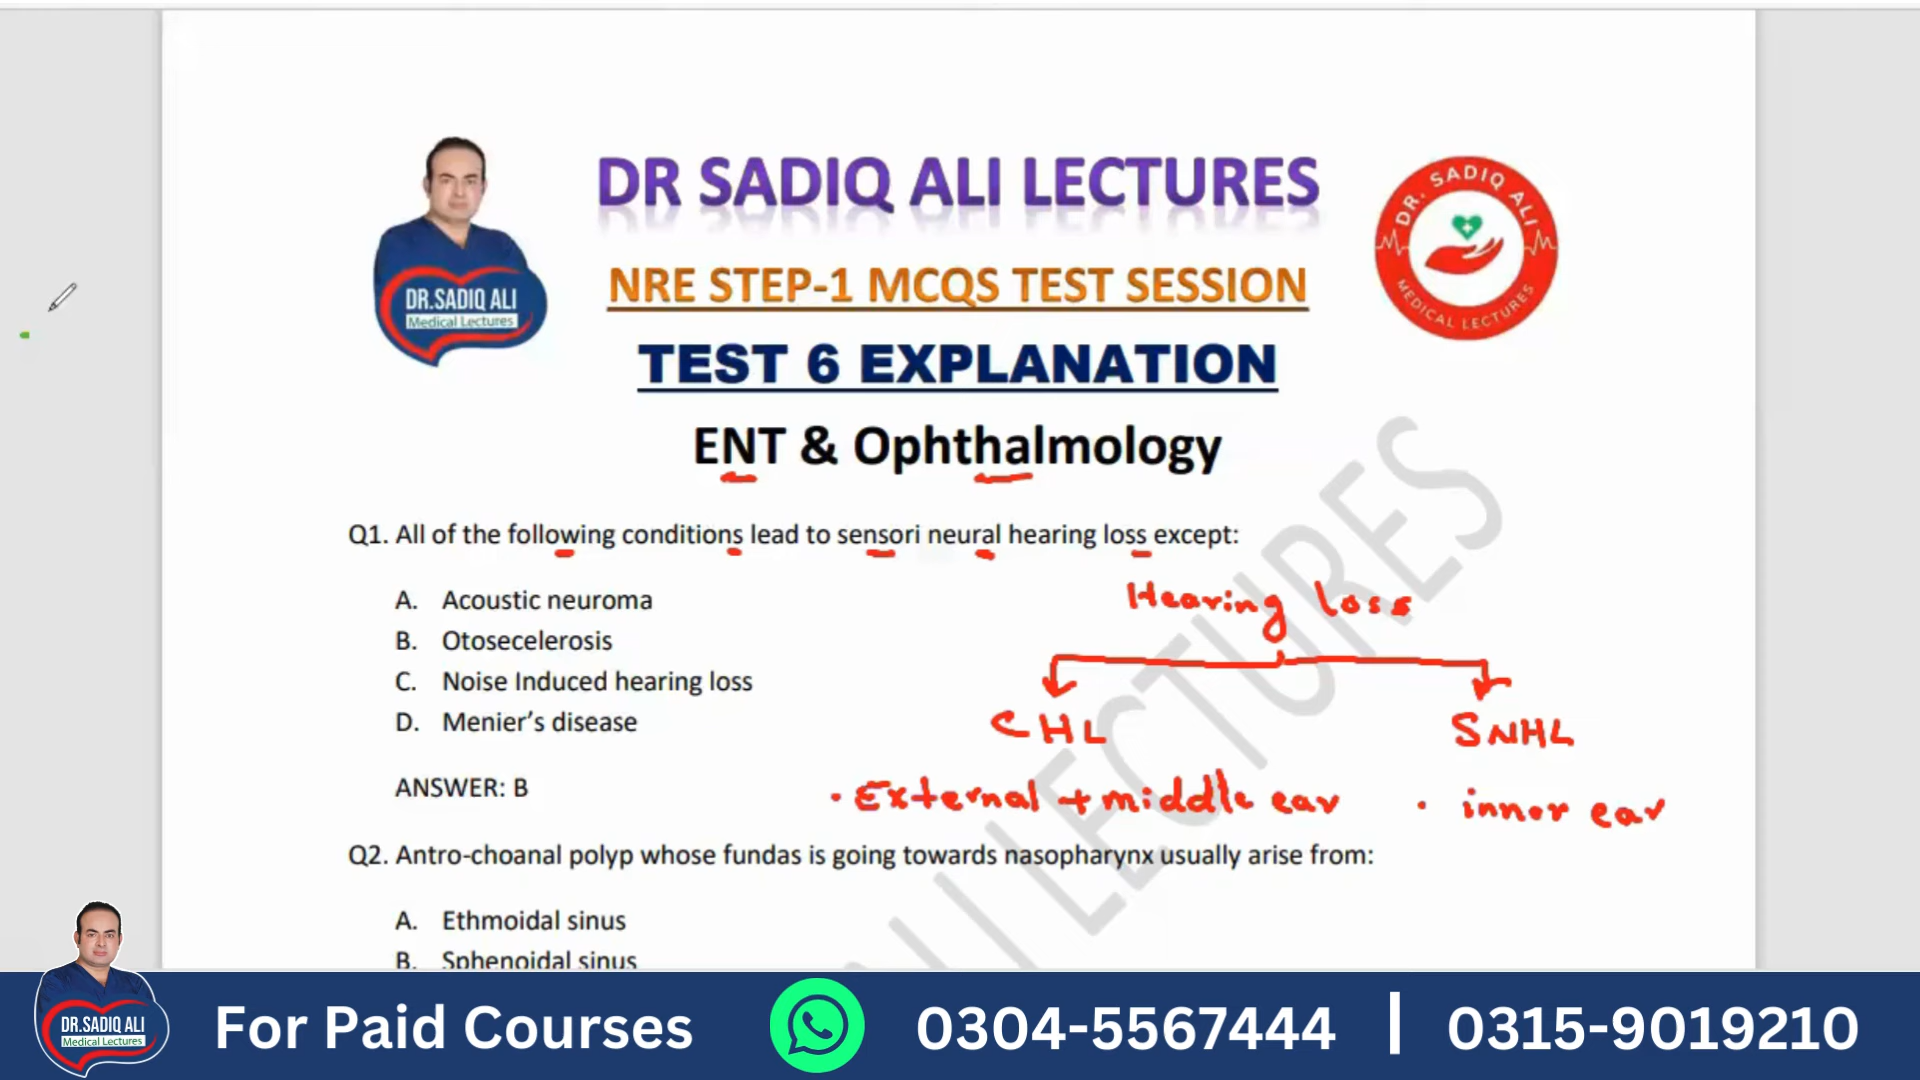 DR SADIQ ALI LECTURES
DR. SADIQ ALI
MEDICAL LECTURES
DR.SADIQ ALI
Medical Lectures
NRE STEP-1 MCQS TEST SESSION
TEST 6 EXPLANATION
ENT & Ophthalmology
Q1. All of the following conditions lead to sensori neural hearing loss except:
A. Acoustic neuroma
B. Otosecelerosis
C. Noise Induced hearing loss
D. Menier’s disease
ANSWER: B
Hearing loss
CHL
SNHL
· External + middle ear
· inner ear
Q2. Antro-choanal polyp whose fundas is going towards nasopharynx usually arise from:
A. Ethmoidal sinus
B. Sphenoidal sinus
ALI LECTURES
DR.SADIQ ALI
Medical Lectures
For Paid Courses
0304-5567444 | 0315-9019210